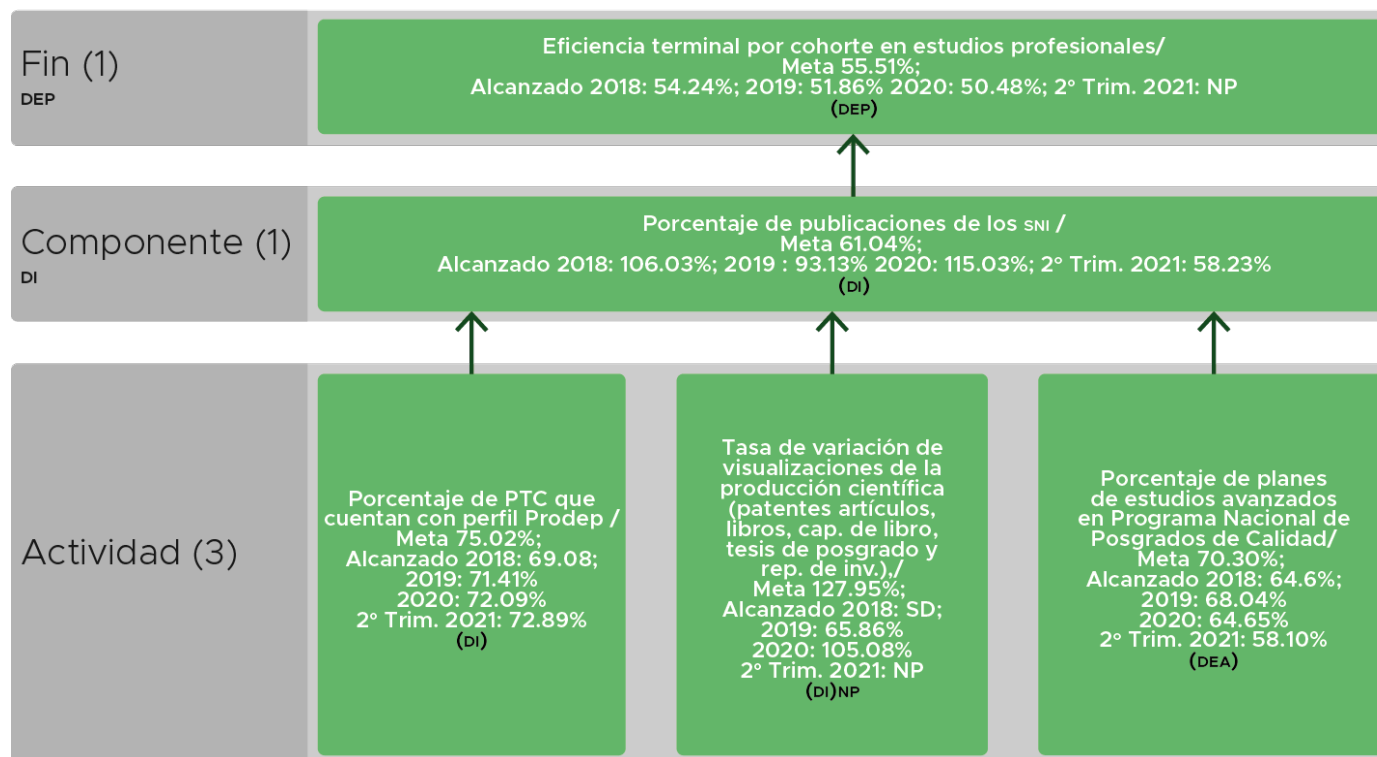 Fin (1)
DEP
Eficiencia terminal por cohorte en estudios profesionales/
Meta 55.51%;
Alcanzado 2018: 54.24%; 2019: 51.86% 2020: 50.48%; 2° Trim. 2021: NP
(DEP)
Componente (1)
DI
Porcentaje de publicaciones de los SNI /
Meta 61.04%;
Alcanzado 2018: 106.03%; 2019 : 93.13% 2020: 115.03%; 2° Trim. 2021: 58.23%
(DI)
Actividad (3)
Porcentaje de PTC que
cuentan con perfil Prodep /
Meta 75.02%;
Alcanzado 2018: 69.08;
2019: 71.41%
2020: 72.09%
2° Trim. 2021: 72.89%
(DI)
Tasa de variación de
visualizaciones de la
producción científica
(patentes artículos,
libros, cap. de libro,
tesis de posgrado y
rep. de inv.),/
Meta 127.95%;
Alcanzado 2018: SD;
2019: 65.86%
2020: 105.08%
2° Trim. 2021: NP
(DI)NP
Porcentaje de planes
de estudios avanzados
en Programa Nacional de
Posgrados de Calidad/
Meta 70.30%;
Alcanzado 2018: 64.6%;
2019: 68.04%
2020: 64.65%
2° Trim. 2021: 58.10%
(DEA)